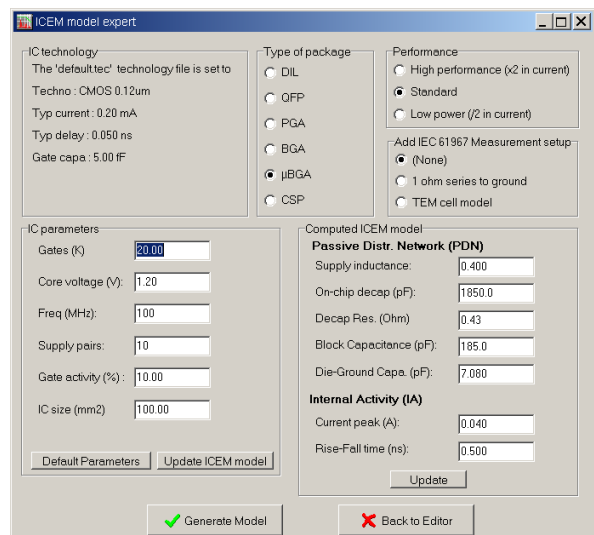 ICEM model expert
IC technology
The 'default.tec' technology file is set to
Techno : CMOS 0.12um
Typ current : 0.20 mA
Typ delay : 0.050 ns
Gate capa : 5.00 fF
Type of package
DIL
QFP
PGA
BGA
µBGA
CSP
Performance
High performance (x2 in current)
Standard
Low power (/2 in current)
Add IEC 61967 Measurement setup
(None)
1 ohm series to ground
TEM cell model
IC parameters
Gates (K) 20.00
Core voltage (V): 1.20
Freq (MHz): 100
Supply pairs: 10
Gate activity (%) : 10.00
IC size (mm2) 100.00
Default Parameters Update ICEM model
Computed ICEM model
Passive Distr. Network (PDN)
Supply inductance: 0.400
On-chip decap (pF): 1850.0
Decap Res. (Ohm) 0.43
Block Capacitance (pF): 185.0
Die-Ground Capa. (pF): 7.080
Internal Activity (IA)
Current peak (A): 0.040
Rise-Fall time (ns): 0.500
Update
Generate Model Back to Editor